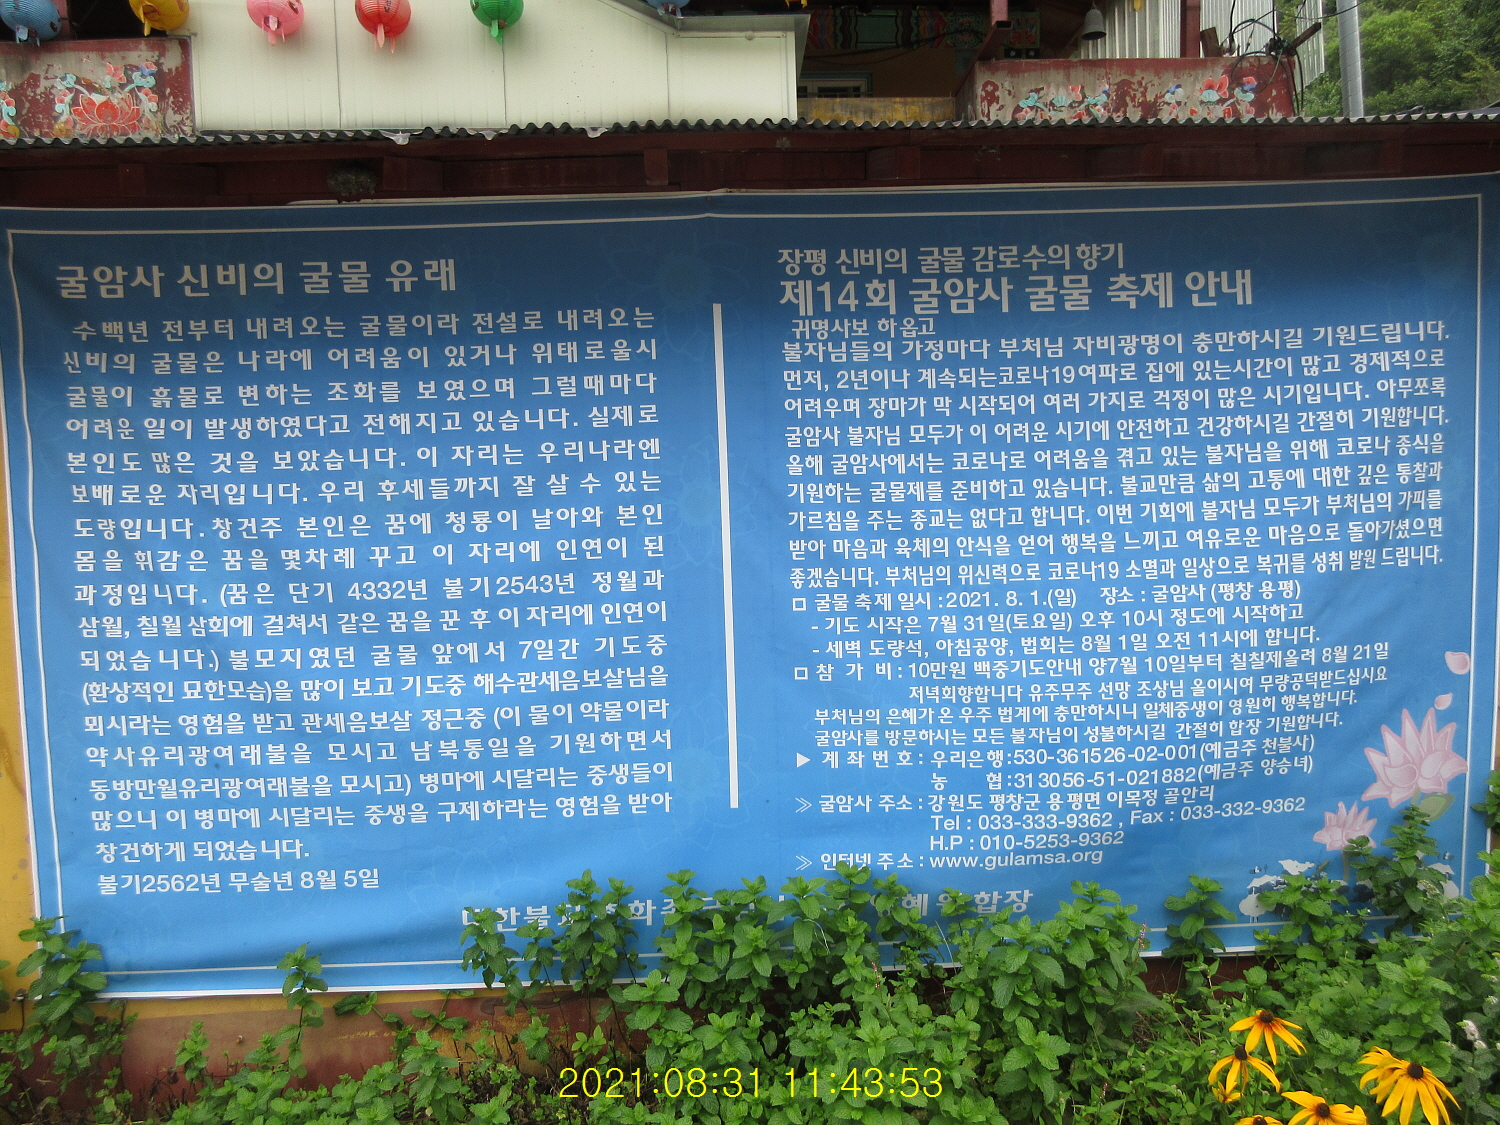 굴암사 신비의 굴물 유래
수백년 전부터 내려오는 굴물이라 전설로 내려오는
신비의 굴물은 나라에 어려움이 있거나 위태로울시
굴물이 흙물로 변하는 조화를 보였으며 그럴때마다
어려운 일이 발생하였다고 전해지고 있습니다. 실제로
본인도 많은 것을 보았습니다. 이 자리는 우리나라엔
보배로운 자리입니다. 우리 후세들까지 잘 살 수 있는
도량입니다. 창건주 본인은 꿈에 청룡이 날아와 본인
몸을 휘감은 꿈을 몇차례 꾸고 이 자리에 인연이 된
과정입니다. (꿈은 단기 4332년 불기2543년 정월과
삼월, 칠월 삼회에 걸쳐서 같은 꿈을 꾼 후 이 자리에 인연이
되었습니다.) 불모지였던 굴물 앞에서 7일간 기도중
(환상적인 묘한모습)을 많이 보고 기도중 해수관세음보살님을
뫼시라는 영험을 받고 관세음보살 정근중 (이 물이 약물이라
약사유리광여래불을 모시고 남북통일을 기원하면서
동방만월유리광여래불을 모시고) 병마에 시달리는 중생들이
많으니 이 병마에 시달리는 중생을 구제하라는 영험을 받아
창건하게 되었습니다.
불기2562년 무술년 8월 5일
장평 신비의 굴물 감로수의향기
제14회 굴암사 굴물 축제 안내
귀명사보 하옵고
불자님들의 가정마다 부처님 자비광명이 충만하시길 기원드립니다.
먼저, 2년이나 계속되는코로나19여파로 집에 있는시간이 많고 경제적으로
어려우며 장마가 막 시작되어 여러 가지로 걱정이 많은 시기입니다. 아무쪼록
굴암사 불자님 모두가 이 어려운 시기에 안전하고 건강하시길 간절히 기원합니다.
올해 굴암사에서는 코로나로 어려움을 겪고 있는 불자님을 위해 코로나 종식을
기원하는 굴물제를 준비하고 있습니다. 불교만큼 삶의 고통에 대한 깊은 통찰과
가르침을 주는 종교는 없다고 합니다. 이번 기회에 불자님 모두가 부처님의 가피를
받아 마음과 육체의 안식을 얻어 행복을 느끼고 여유로운 마음으로 돌아가셨으면
좋겠습니다. 부처님의 위신력으로 코로나19 소멸과 일상으로 복귀를 성취 발원 드립니다.
□ 굴물 축제 일시 : 2021. 8. 1.(일) 장소 : 굴암사 (평창 용평)
- 기도 시작은 7월 31일(토요일) 오후 10시 정도에 시작하고
- 세벽 도량석, 아침공양, 법회는 8월 1일 오전 11시에 합니다.
□ 참 가 비 : 10만원 백중기도안내 양7월 10일부터 칠칠제올려 8월 21일
저녁회향합니다 유주무주 선망 조상님 올이시여 무량공덕받드십시요
부처님의 은혜가 온 우주 법계에 충만하시니 일체중생이 영원히 행복합니다.
굴암사를 방문하시는 모든 불자님이 성불하시길 간절히 합장 기원합니다.
▶ 계 좌 번 호 : 우리은행:530-361526-02-001(예금주 천불사)
농 협:313056-51-021882(예금주 양승녀)
≫ 굴암사 주소 : 강원도 평창군 용평면 이목정 골안리
Tel : 033-333-9362 , Fax : 033-332-9362
H.P : 010-5253-9362
≫ 인터넷 주소 : www.gulamsa.org
합장
2021:08:31 11:43:53